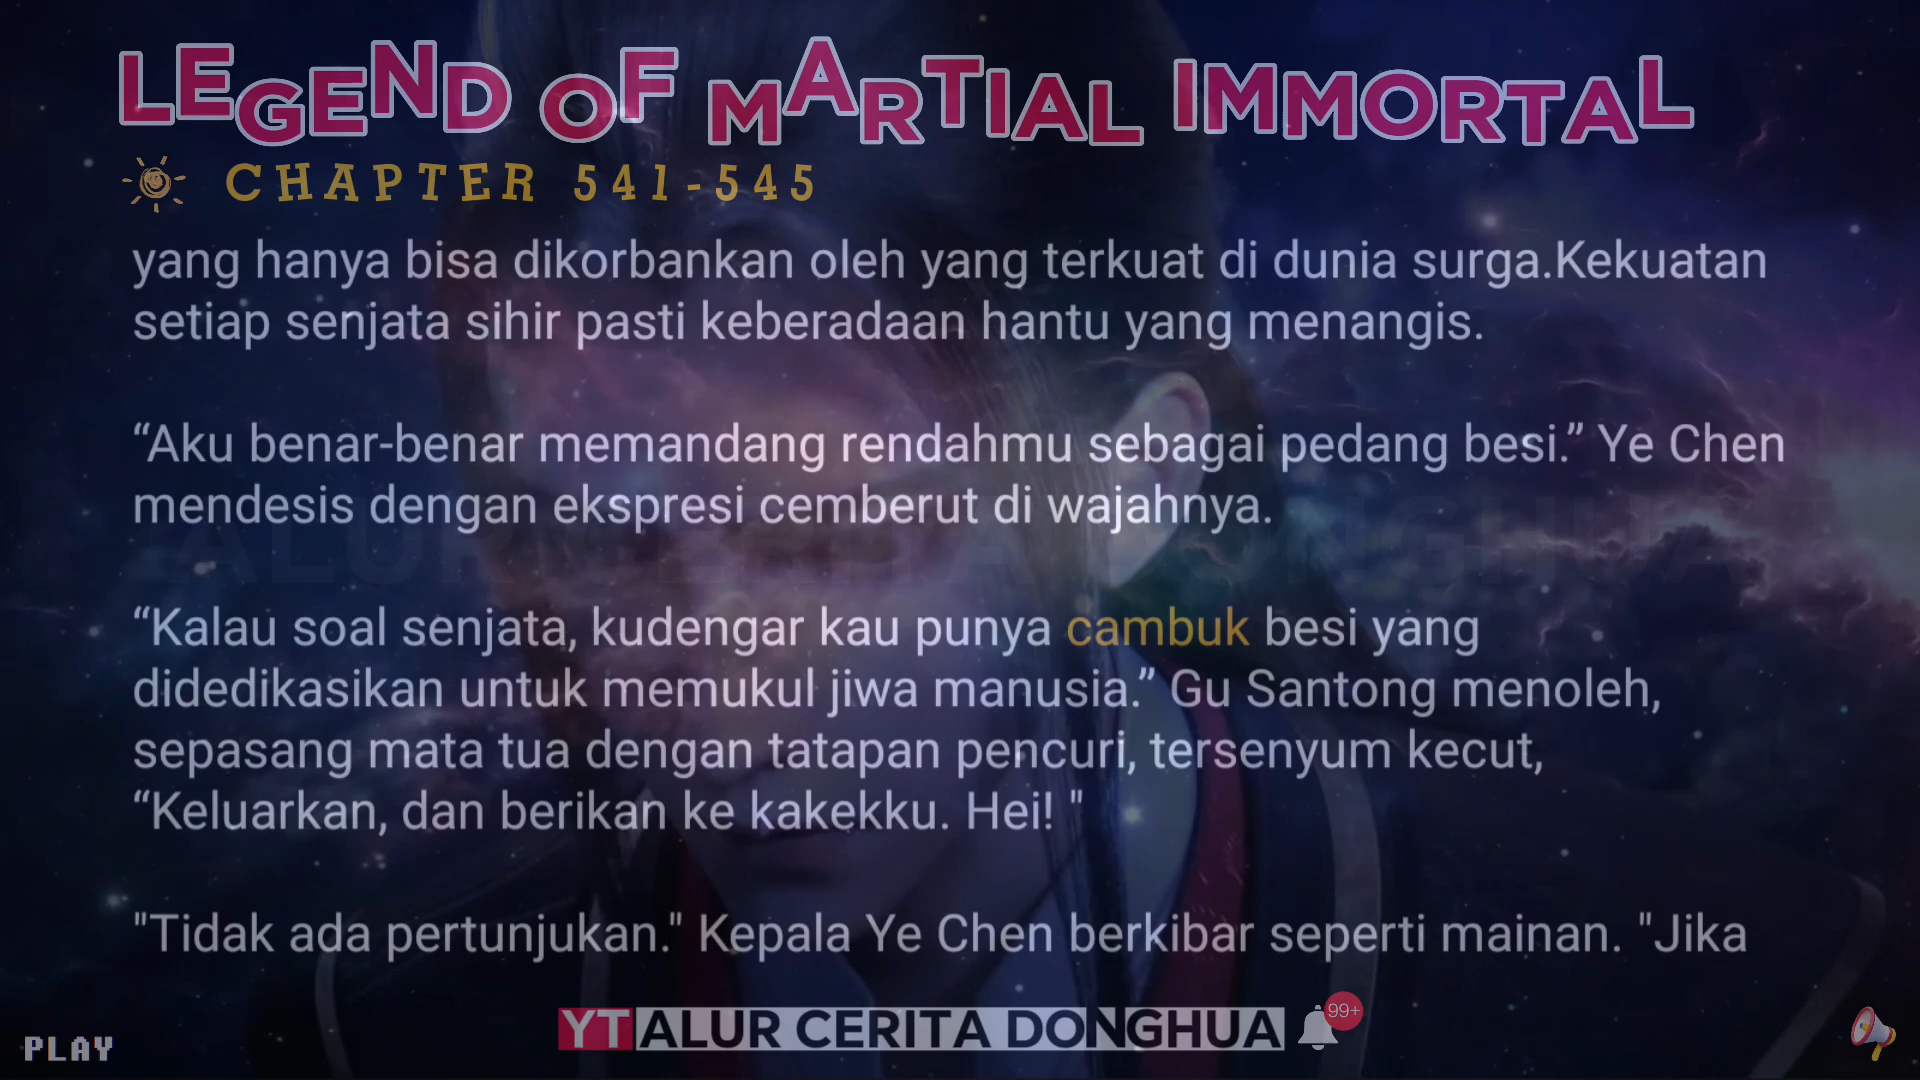 LEGEND OF MARTIAL IMMORTAL
CHAPTER 541-545
yang hanya bisa dikorbankan oleh yang terkuat di dunia surga.Kekuatan
setiap senjata sihir pasti keberadaan hantu yang menangis.
“Aku benar-benar memandang rendahmu sebagai pedang besi.” Ye Chen
mendesis dengan ekspresi cemberut di wajahnya.
ALUR CERITA DONGHUA
“Kalau soal senjata, kudengar kau punya cambuk besi yang
didedikasikan untuk memukul jiwa manusia.” Gu Santong menoleh,
sepasang mata tua dengan tatapan pencuri, tersenyum kecut,
“Keluarkan, dan berikan ke kakekku. Hei! "
"Tidak ada pertunjukan." Kepala Ye Chen berkibar seperti mainan. "Jika
YT ALUR CERITA DONGHUA 99+
PLAY